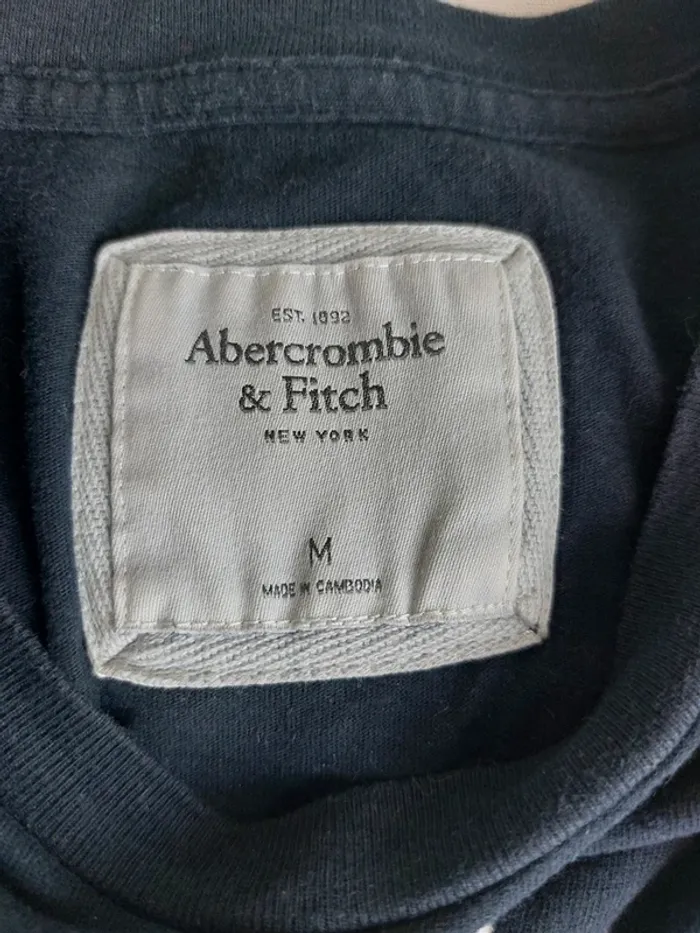 EST. 1892
Abercrombie
& Fitch
NEW YORK
M
MADE IN CAMBODIA